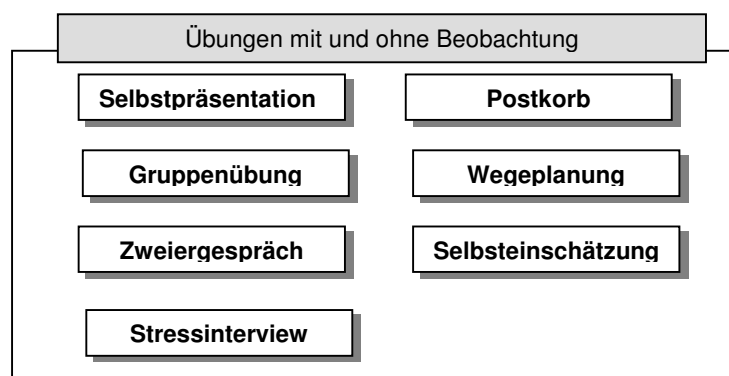 Übungen mit und ohne Beobachtung
Selbstpräsentation
Postkorb
Gruppenübung
Wegeplanung
Zweiergespräch
Selbsteinschätzung
Stressinterview